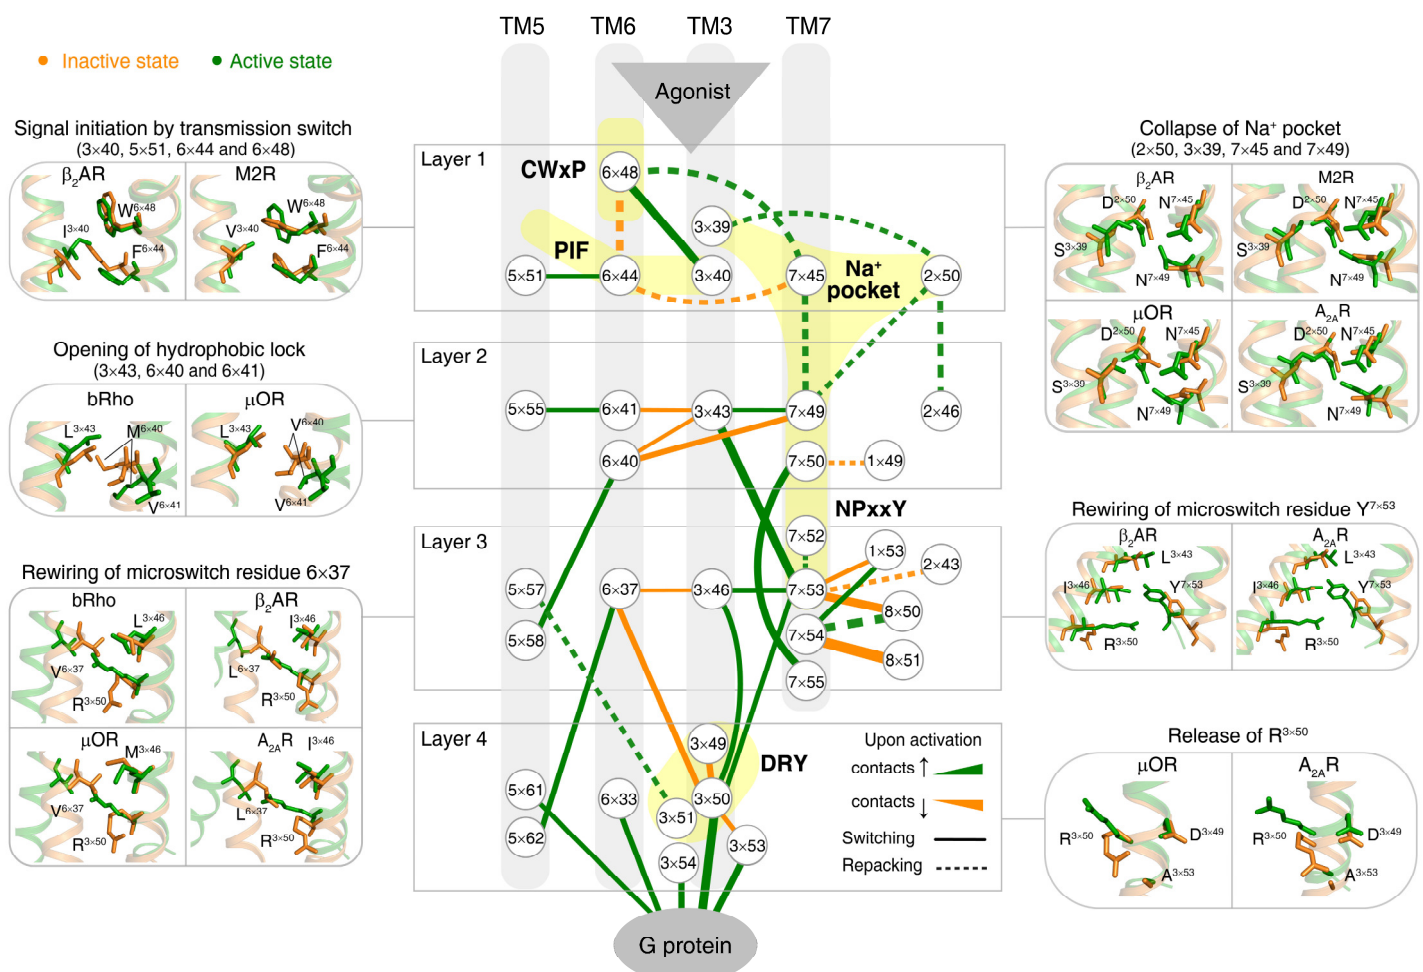 TM5 TM6 TM3 TM7
Inactive state Active state
Agonist
Signal initiation by transmission switch
(3×40, 5×51, 6×44 and 6×48)
β2AR M2R
W6×48 W6×48
I3×40 V3×40
F6×44 F6×44
Opening of hydrophobic lock
(3×43, 6×40 and 6×41)
bRho μOR
L3×43 M6×40 L3×43 V6×40
V6×41 V6×41
Rewiring of microswitch residue 6×37
bRho β2AR
L3×46 I3×46
V6×37 L6×37
R3×50 R3×50
μOR A2AR
M3×46 I3×46
V6×37 L6×37
R3×50 R3×50
Layer 1
CWxP
6×48
3×39
PIF
5×51 6×44 3×40 7×45 2×50
Na+
pocket
Layer 2
5×55 6×41 3×43 7×49 2×46
6×40 7×50 1×49
NPxxY
Layer 3
7×52
1×53
2×43
5×57 6×37 3×46 7×53
8×50
5×58 7×54
8×51
7×55
Layer 4
3×49
DRY
5×61 6×33 3×50
3×51
5×62
3×54 3×53
Upon activation
contacts ↑
contacts ↓
Switching
Repacking
G protein
Collapse of Na+ pocket
(2×50, 3×39, 7×45 and 7×49)
β2AR M2R
D2×50 N7×45 D2×50 N7×45
S3×39 S3×39
N7×49 N7×49
μOR A2AR
D2×50 N7×45 D2×50 N7×45
S3×39 S3×39
N7×49 N7×49
Rewiring of microswitch residue Y7×53
β2AR A2AR
L3×43 L3×43
I3×46 Y7×53 I3×46 Y7×53
R3×50 R3×50
Release of R3×50
μOR A2AR
R3×50 D3×49 R3×50 D3×49
A3×53 A3×53